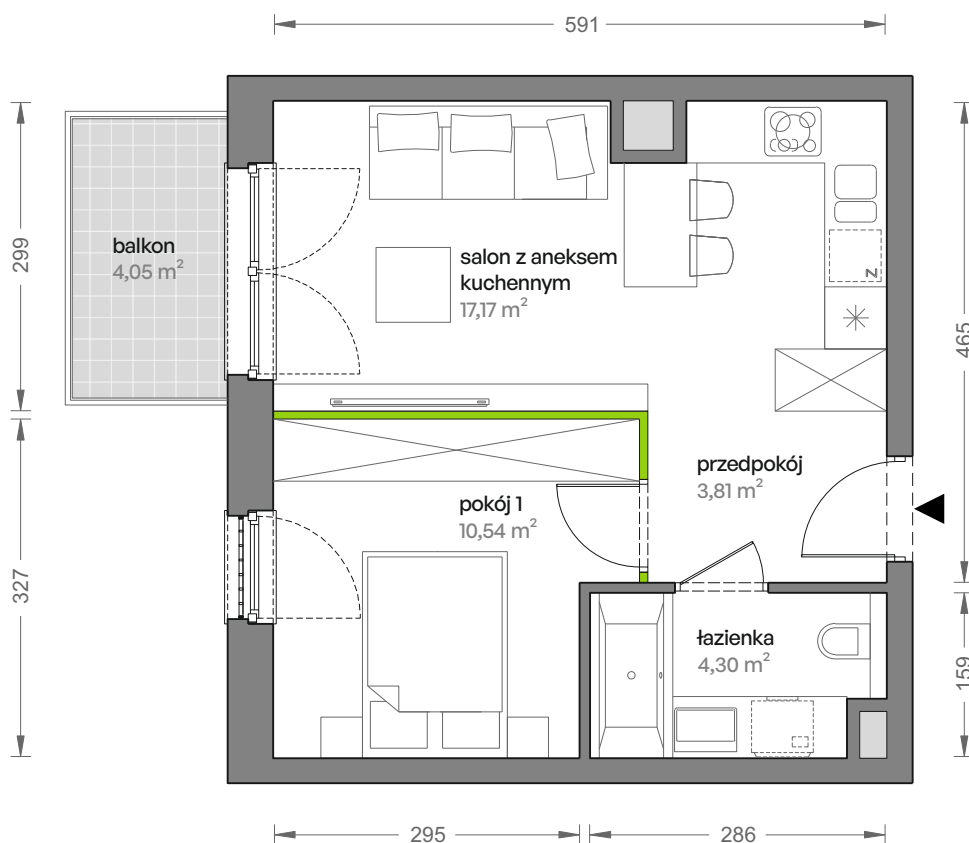 591
balkon
4,05 m²
299
salon z aneksem
kuchennym
17,17 m²
465
przedpokój
3,81 m²
pokój 1
10,54 m²
327
łazienka
4,30 m²
159
295
286